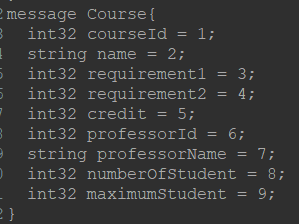 message Course{
int32 courseId = 1;
string name = 2;
int32 requirement1 = 3;
int32 requirement2 = 4;
int32 credit = 5;
int32 professorId = 6;
string professorName = 7;
int32 numberOfStudent = 8;
int32 maximumStudent = 9;
}